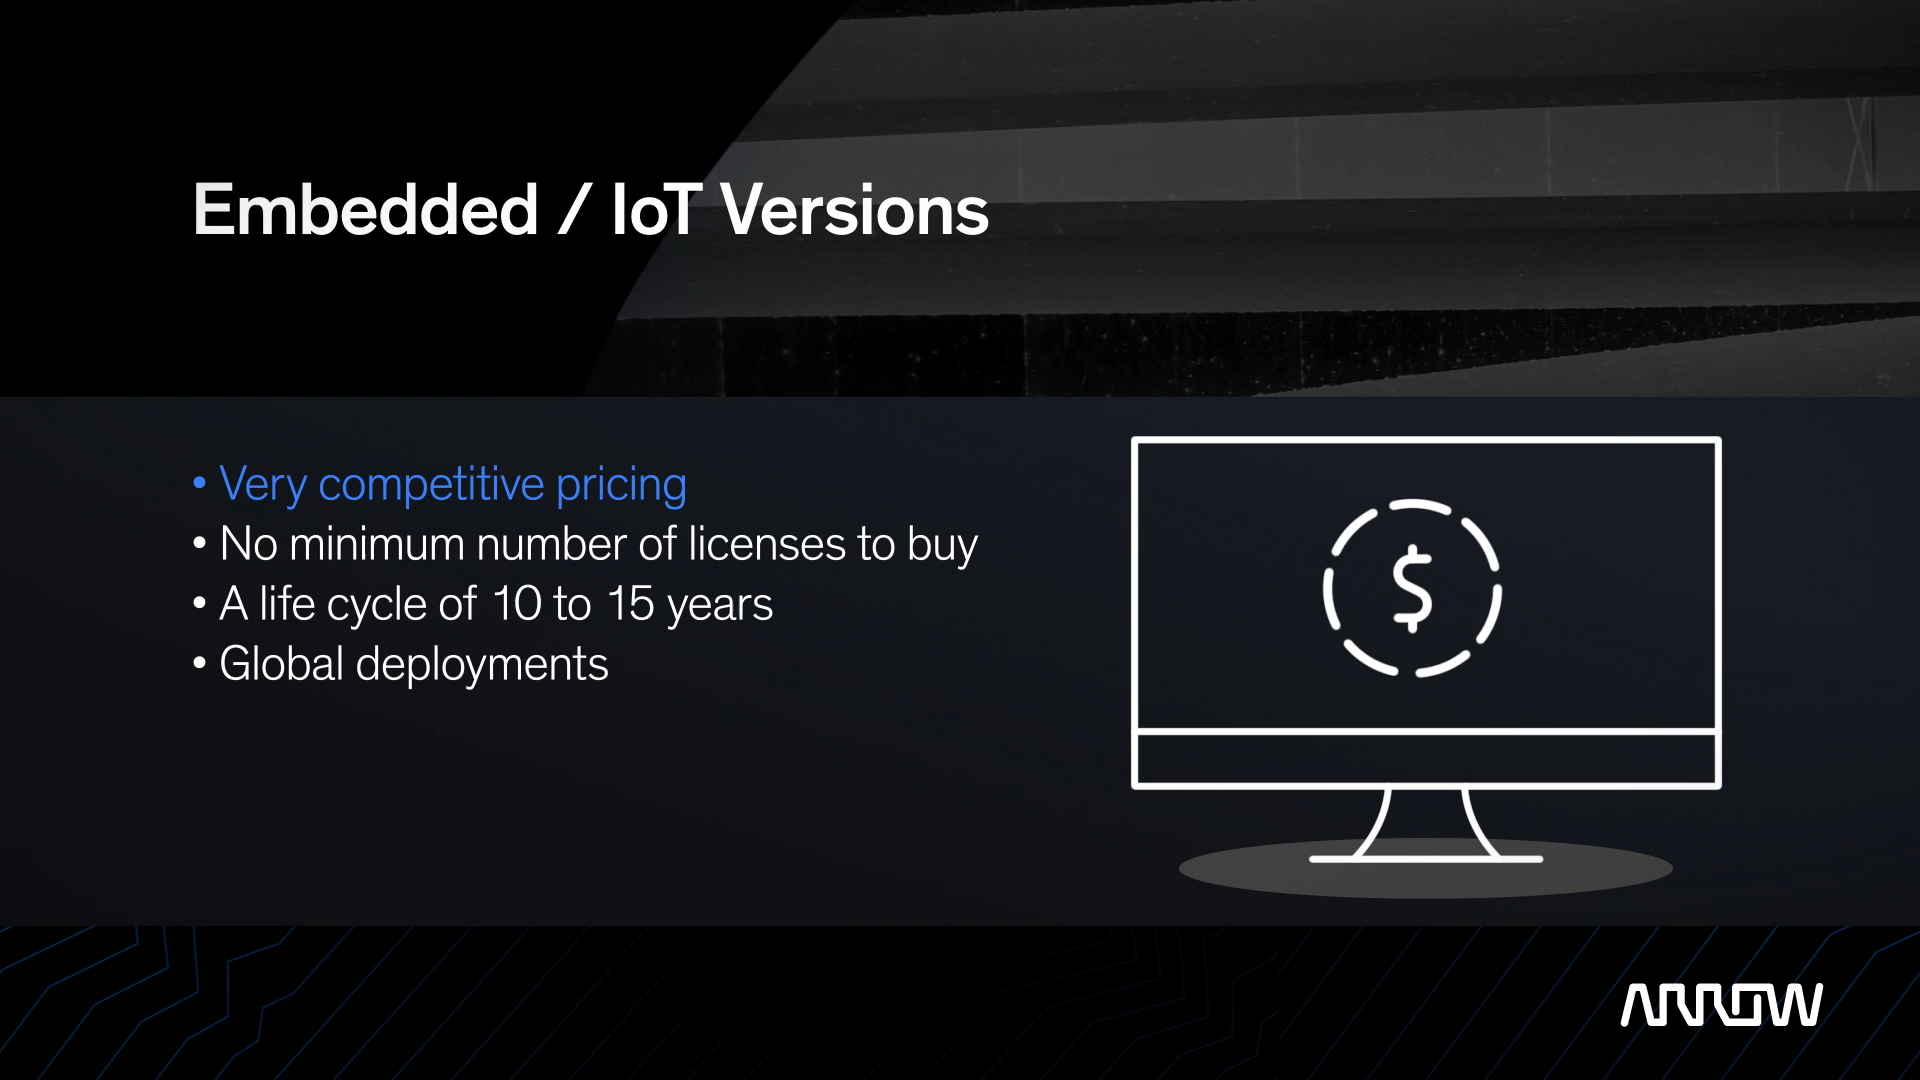 Embedded / IoT Versions
• Very competitive pricing
• No minimum number of licenses to buy
• A life cycle of 10 to 15 years
• Global deployments
$
ARROW